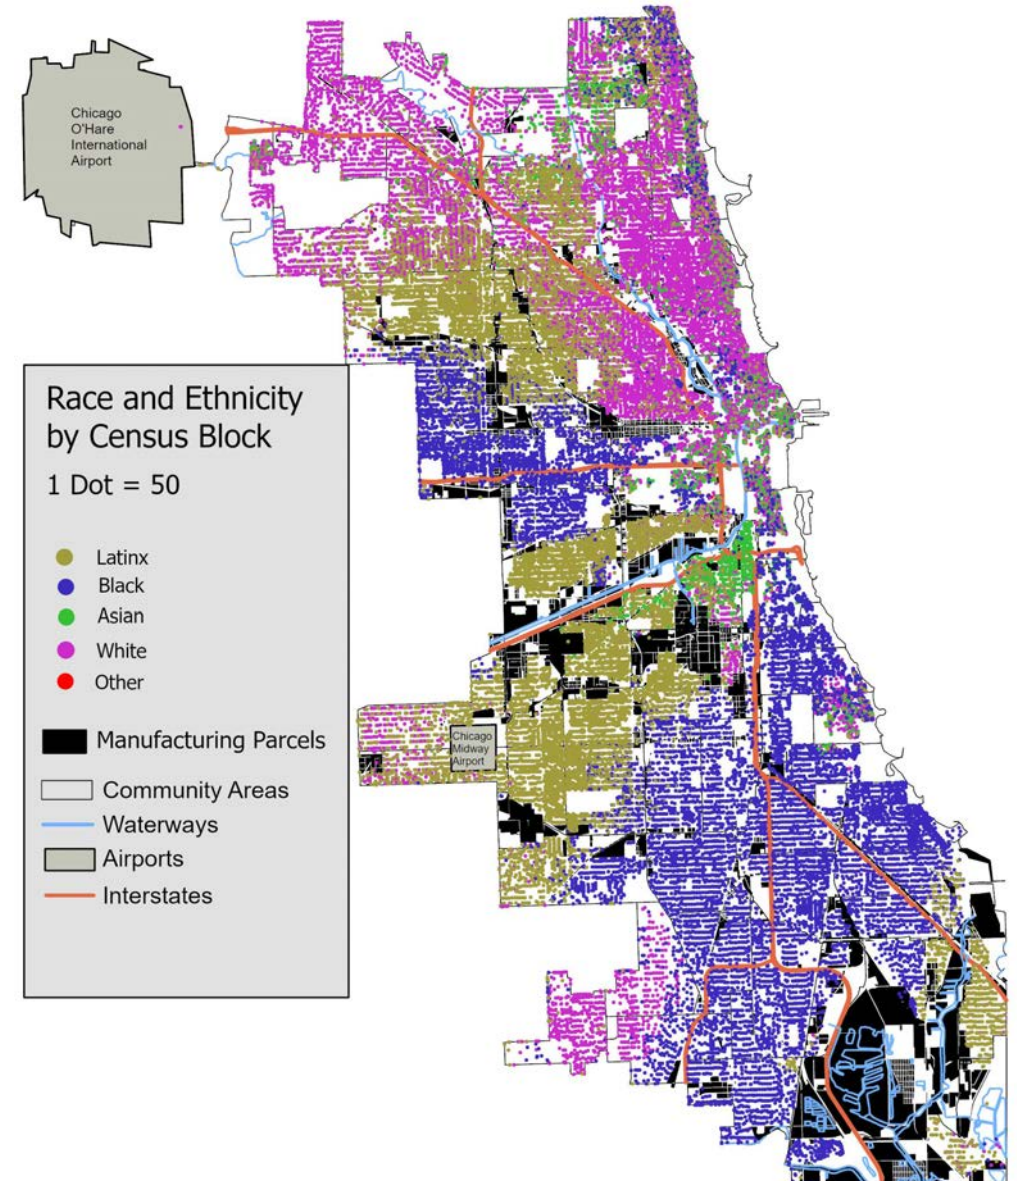 Chicago
O'Hare
International
Airport
Race and Ethnicity
by Census Block
1 Dot = 50
Latinx
Black
Asian
White
Other
Manufacturing Parcels
Community Areas
Waterways
Airports
Interstates
Chicago
Midway
Airport